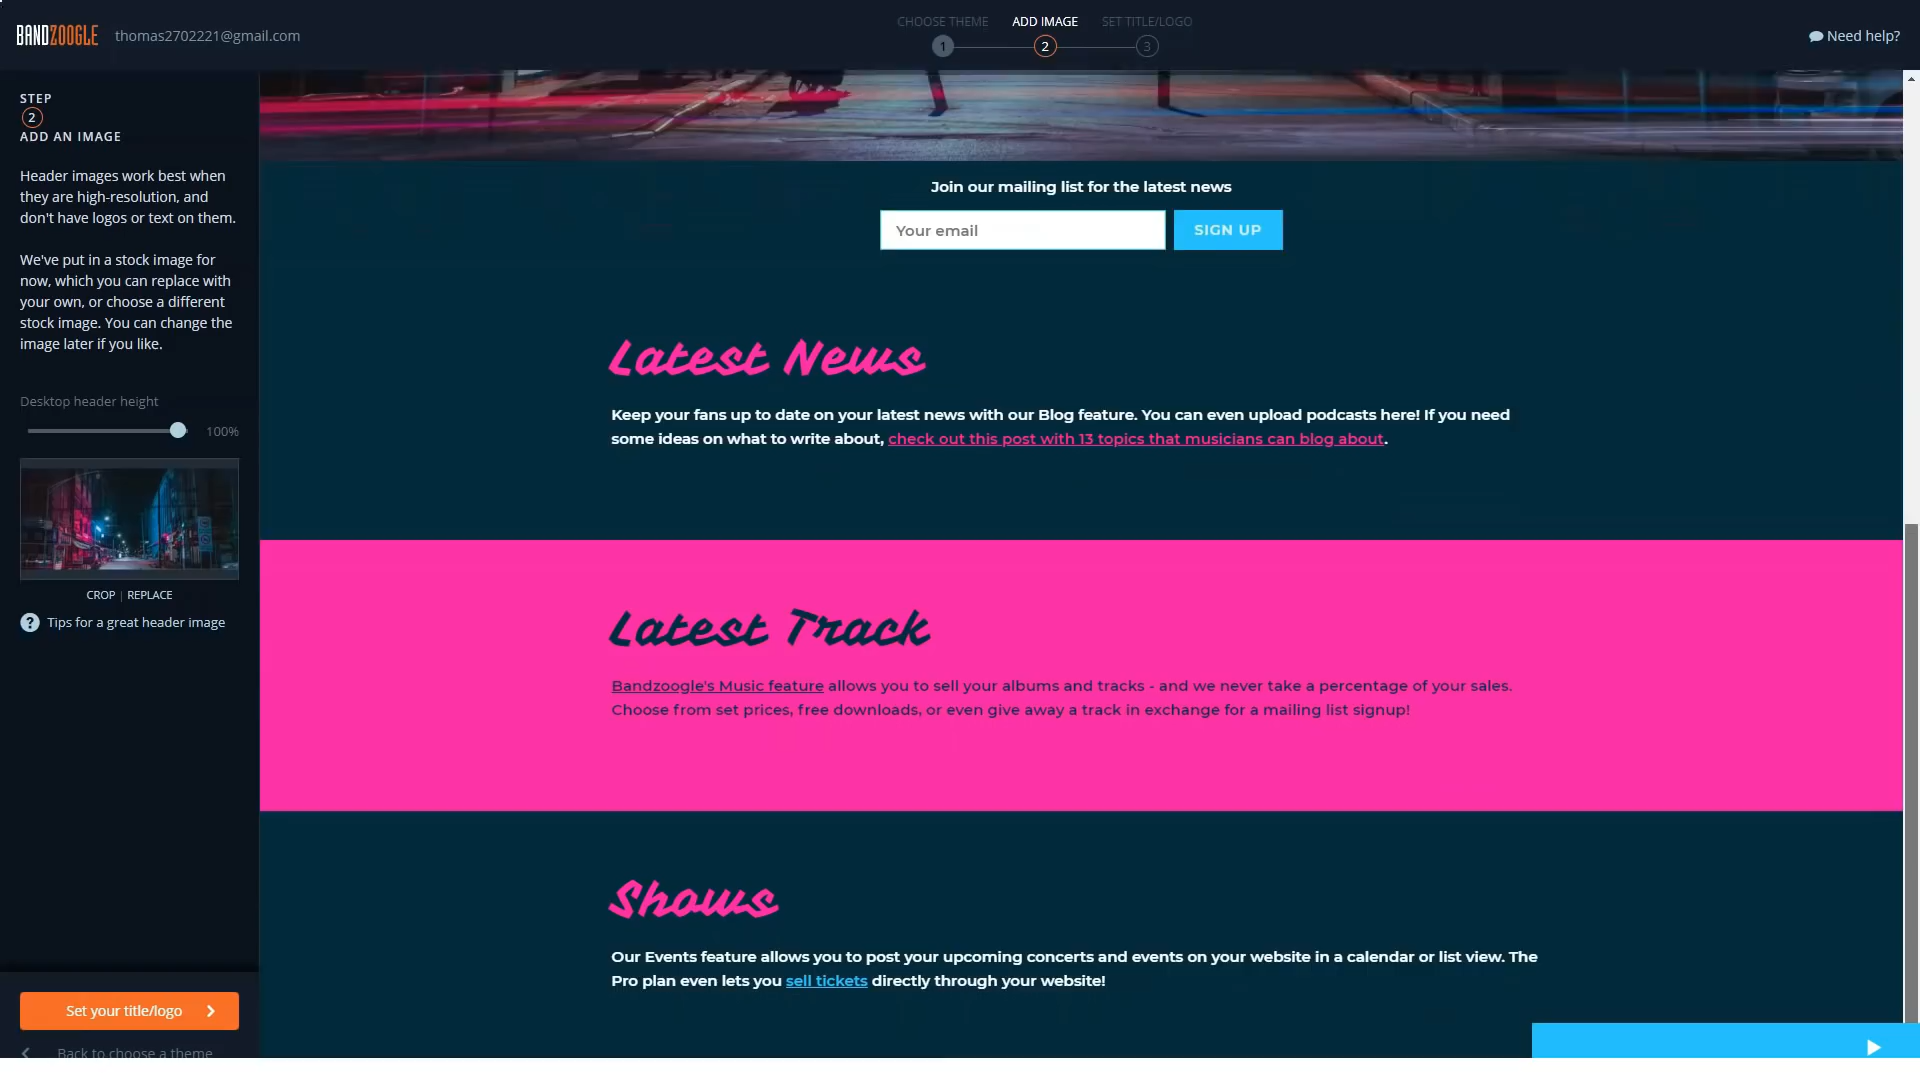 BANDZOOGLE
thomas2702221@gmail.com
CHOOSE THEME
ADD IMAGE
SET TITLE/LOGO
1
2
3
Need help?
STEP
2
ADD AN IMAGE
Header images work best when
they are high-resolution, and
don't have logos or text on them.
We've put in a stock image for
now, which you can replace with
your own, or choose a different
stock image. You can change the
image later if you like.
Desktop header height
100%
CROP | REPLACE
? Tips for a great header image
Set your title/logo
Back to choose a theme
Join our mailing list for the latest news
Your email
SIGN UP
Latest News
Keep your fans up to date on your latest news with our Blog feature. You can even upload podcasts here! If you need
some ideas on what to write about, check out this post with 13 topics that musicians can blog about.
Latest Track
Bandzoogle's Music feature allows you to sell your albums and tracks - and we never take a percentage of your sales.
Choose from set prices, free downloads, or even give away a track in exchange for a mailing list signup!
Shows
Our Events feature allows you to post your upcoming concerts and events on your website in a calendar or list view. The
Pro plan even lets you sell tickets directly through your website!